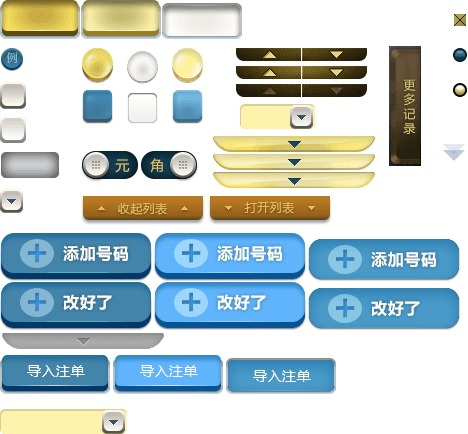 例
更多记录
元
角
收起列表
打开列表
添加号码
添加号码
添加号码
改好了
改好了
改好了
导入注单
导入注单
导入注单